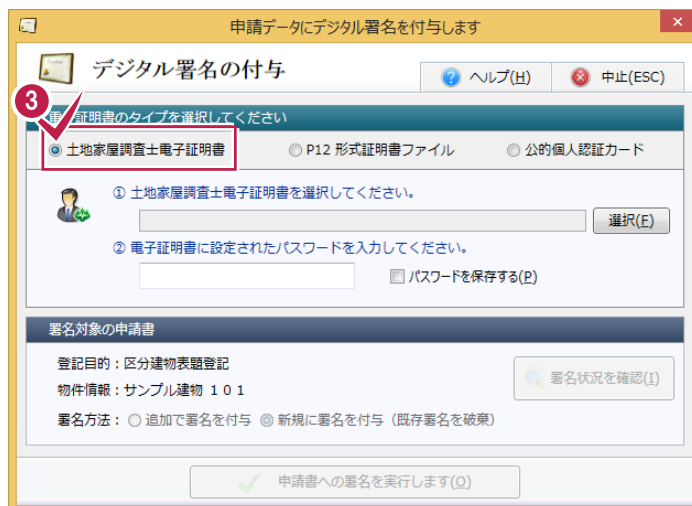 申請データにデジタル署名を付与します
デジタル署名の付与
ヘルプ(H) 中止(ESC)
3
証明書のタイプを選択してください
土地家屋調査士電子証明書 P12 形式証明書ファイル 公的個人認証カード
① 土地家屋調査士電子証明書を選択してください。
選択(F)
② 電子証明書に設定されたパスワードを入力してください。
パスワードを保存する(P)
署名対象の申請書
登記目的：区分建物表題登記
物件情報：サンプル建物 １０１
署名状況を確認(I)
署名方法： 追加で署名を付与 新規に署名を付与（既存署名を破棄）
申請書への署名を実行します(O)